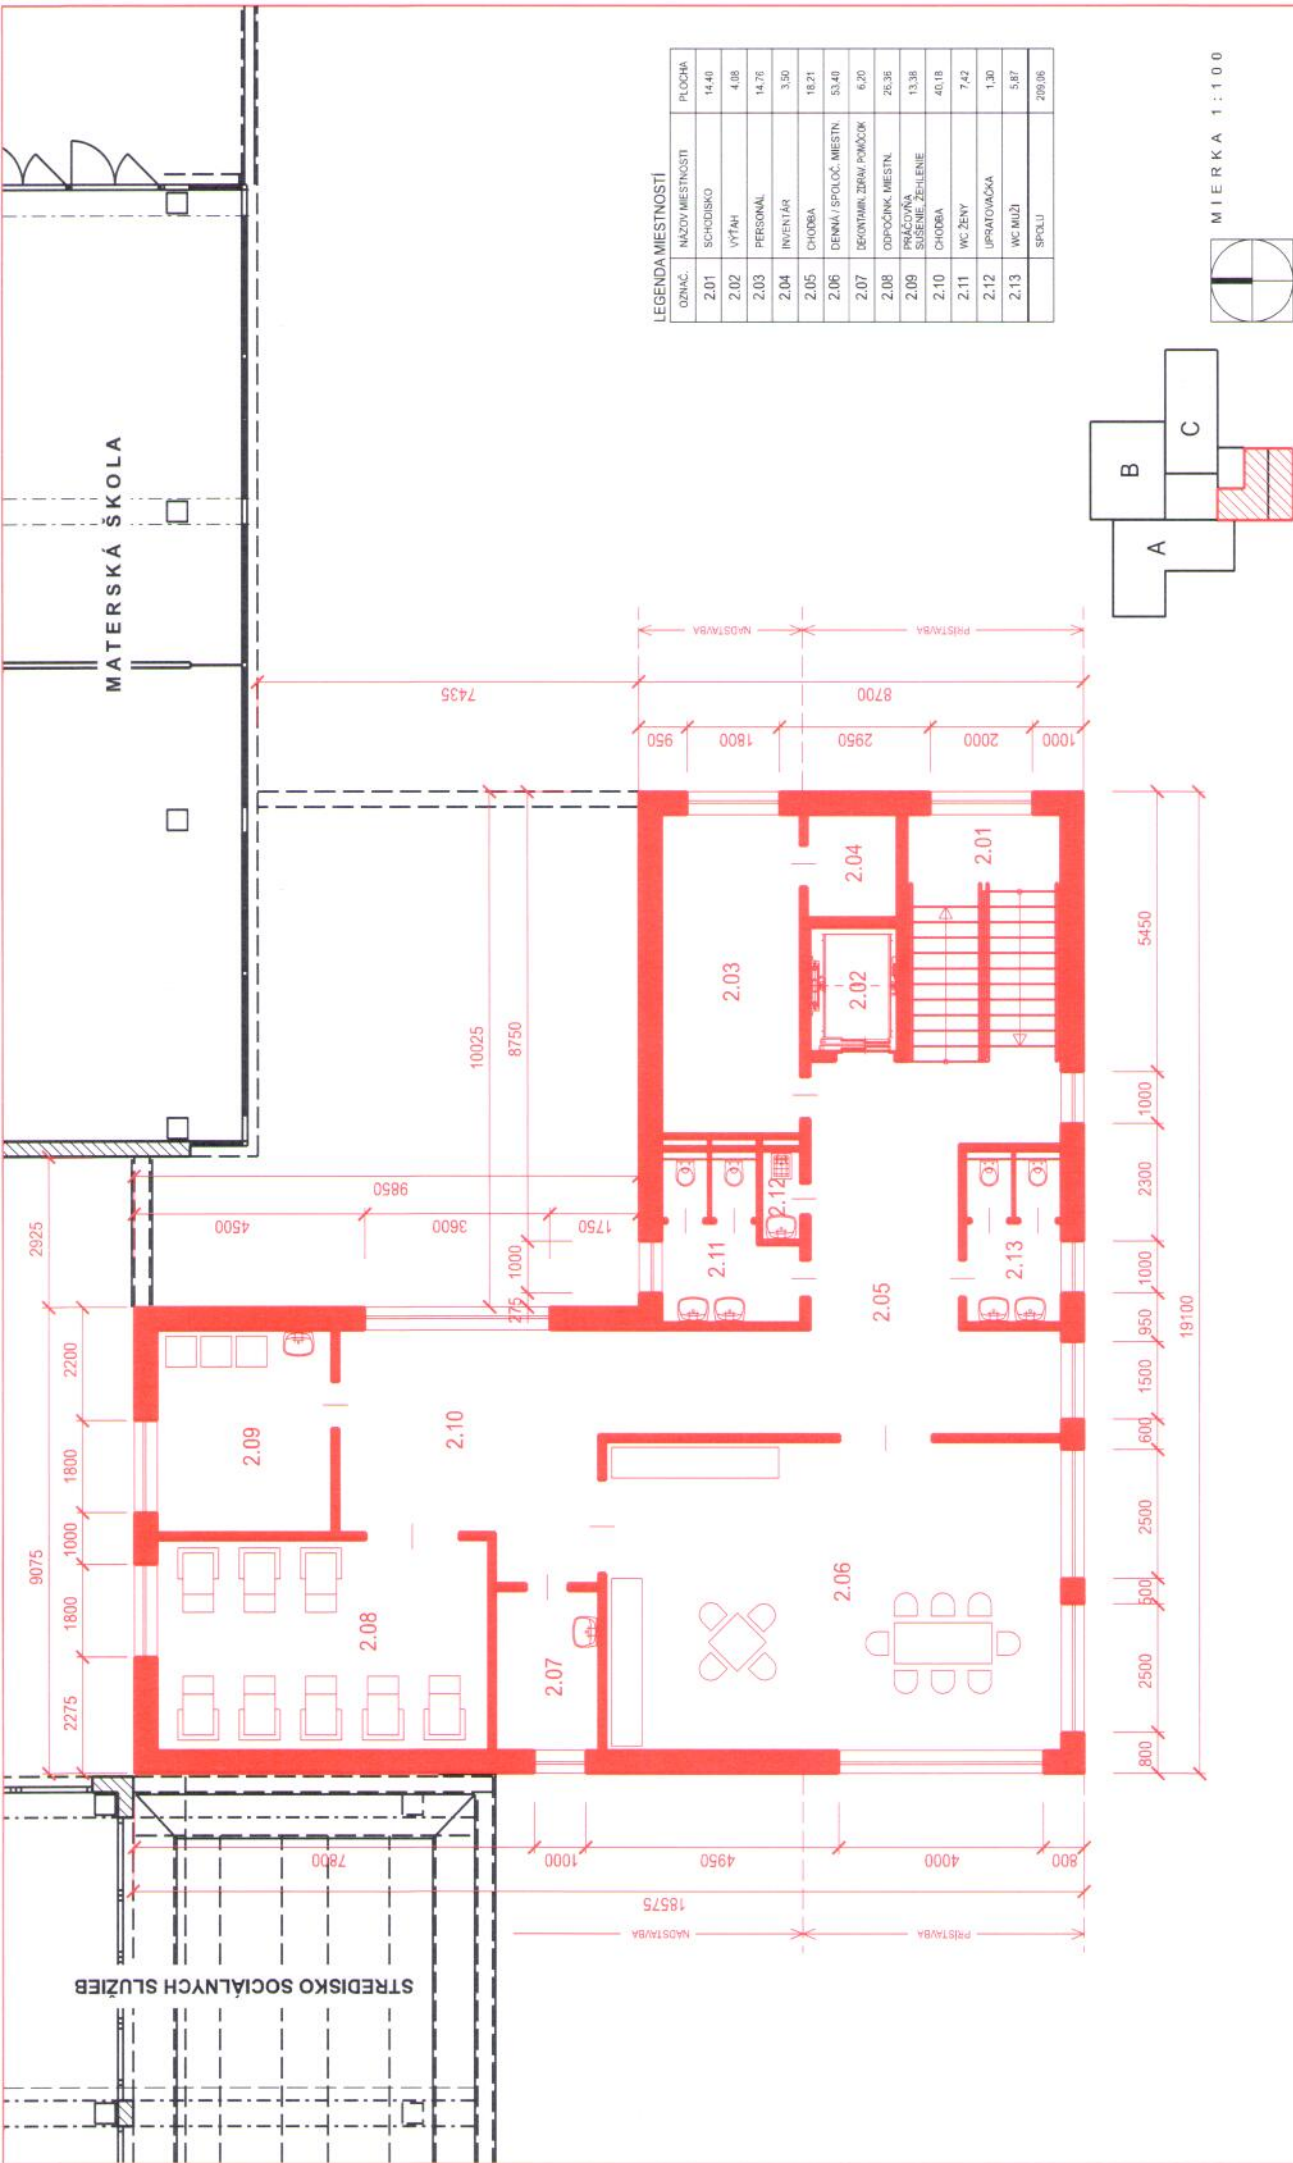 MATERSKÁ ŠKOLA
STREDISKO SOCIÁLNYCH SLUŽIEB
LEGENDA MIESTNOSTÍ
OZNAČ. NÁZOV MIESTNOSTI PLOCHA
2.01 SCHODISKO 14,40
2.02 VÝŤAH 4,08
2.03 PERSONÁL 14,76
2.04 INVENTÁR 3,50
2.05 CHODBA 18,21
2.06 DENNÁ / SPOLOČ. MIESTN. 53,40
2.07 DEKONTAMIN. ZDRAV. POMÔCOK 6,20
2.08 ODPOČINK. MIESTN. 26,36
2.09 PRÁČOVŇA
SUŠENIE, ŽEHLENIE 13,38
2.10 CHODBA 40,18
2.11 WC ŽENY 7,42
2.12 UPRATOVAČKA 1,30
2.13 WC MUŽI 5,87
SPOLU 209,06
MIERKA 1:100
A
B
C
9075
2925
2275
1800
1000
1800
2200
9850
4500
3600
1750
10025
8750
275
1000
7435
8700
950
1800
2950
2000
1000
NADSTAVBA
PRÍSTAVBA
2.09
2.10
2.08
2.07
2.06
2.05
2.11
2.12
2.13
2.03
2.02
2.04
2.01
7800
1000
4950
4000
800
18575
NADSTAVBA
PRÍSTAVBA
800
2500
500
2500
600
1500
950
1000
2300
1000
5450
19100